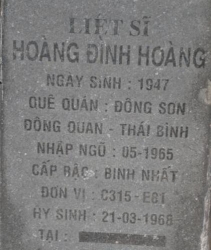 LIỆT SĨ
HOÀNG ĐÌNH HOÀNG
NGÀY SINH : 1947
QUÊ QUÁN : ĐÔNG SƠN
ĐÔNG QUAN - THÁI BÌNH
NHẬP NGŨ : 05-1965
CẤP BẬC : BINH NHẤT
ĐƠN VỊ : C315-E81
HY SINH : 21-03-1968
TẠI :